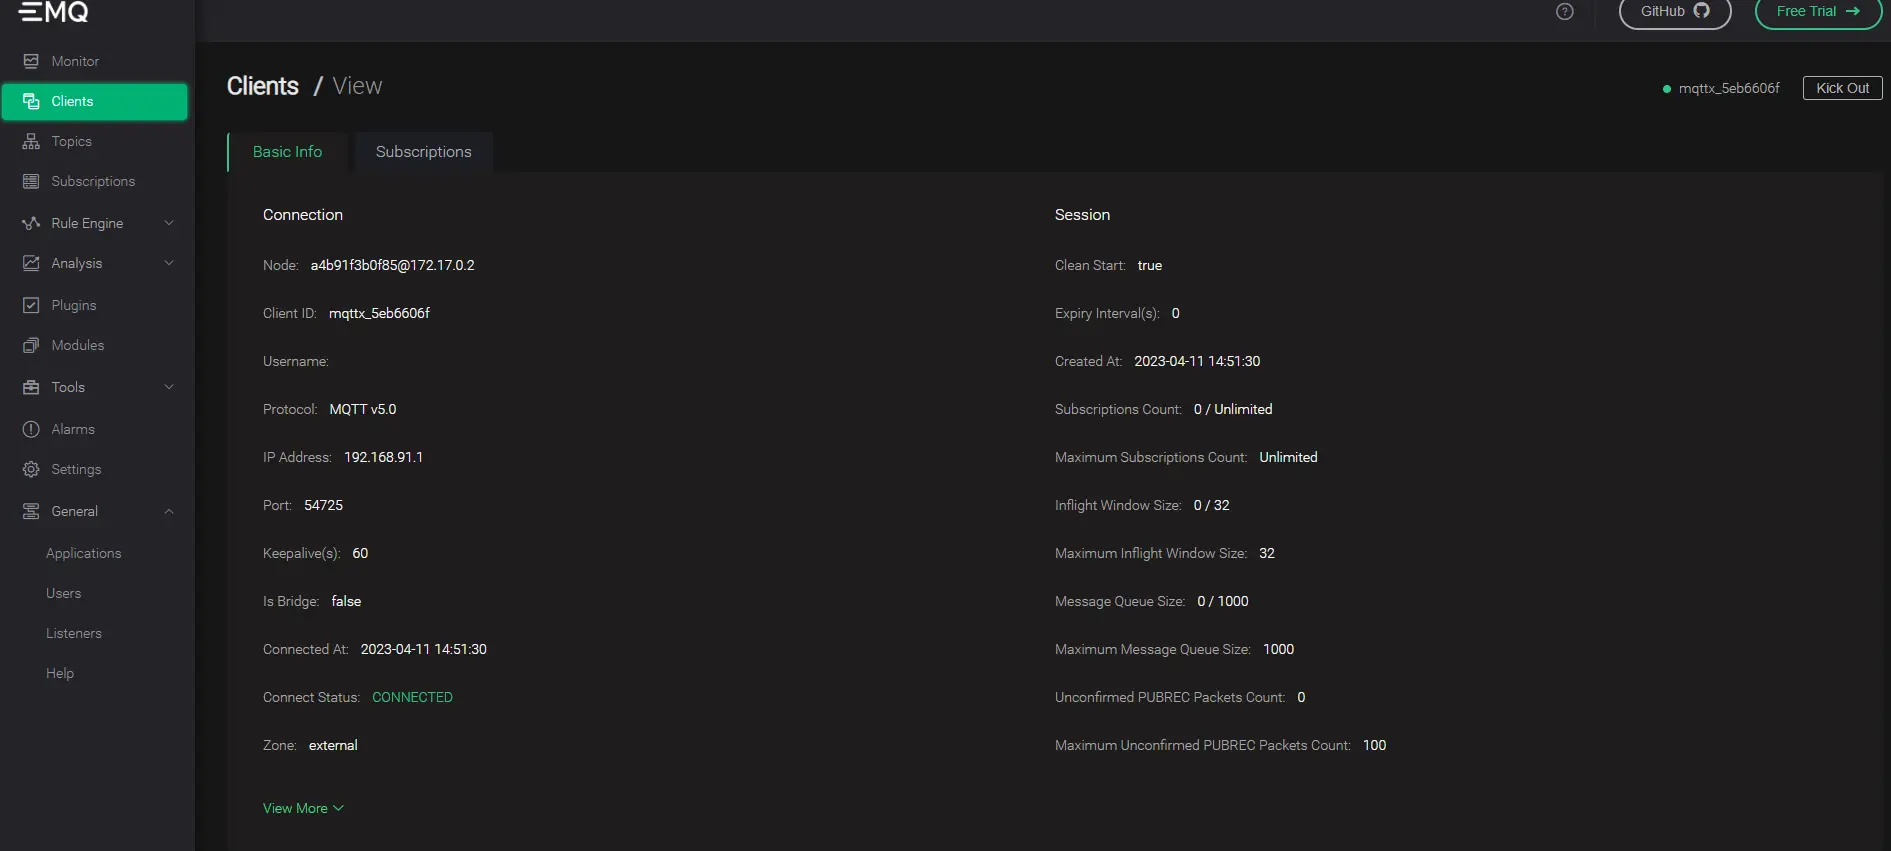 EMQ
GitHub
Free Trial →
Monitor
Clients
Topics
Subscriptions
Rule Engine
Analysis
Plugins
Modules
Tools
Alarms
Settings
General
Applications
Users
Listeners
Help
Clients / View
mqttx_5eb6606f
Kick Out
Basic Info
Subscriptions
Connection
Node: a4b91f3b0f85@172.17.0.2
Client ID: mqttx_5eb6606f
Username:
Protocol: MQTT v5.0
IP Address: 192.168.91.1
Port: 54725
Keepalive(s): 60
Is Bridge: false
Connected At: 2023-04-11 14:51:30
Connect Status: CONNECTED
Zone: external
View More
Session
Clean Start: true
Expiry Interval(s): 0
Created At: 2023-04-11 14:51:30
Subscriptions Count: 0 / Unlimited
Maximum Subscriptions Count: Unlimited
Inflight Window Size: 0 / 32
Maximum Inflight Window Size: 32
Message Queue Size: 0 / 1000
Maximum Message Queue Size: 1000
Unconfirmed PUBREC Packets Count: 0
Maximum Unconfirmed PUBREC Packets Count: 100